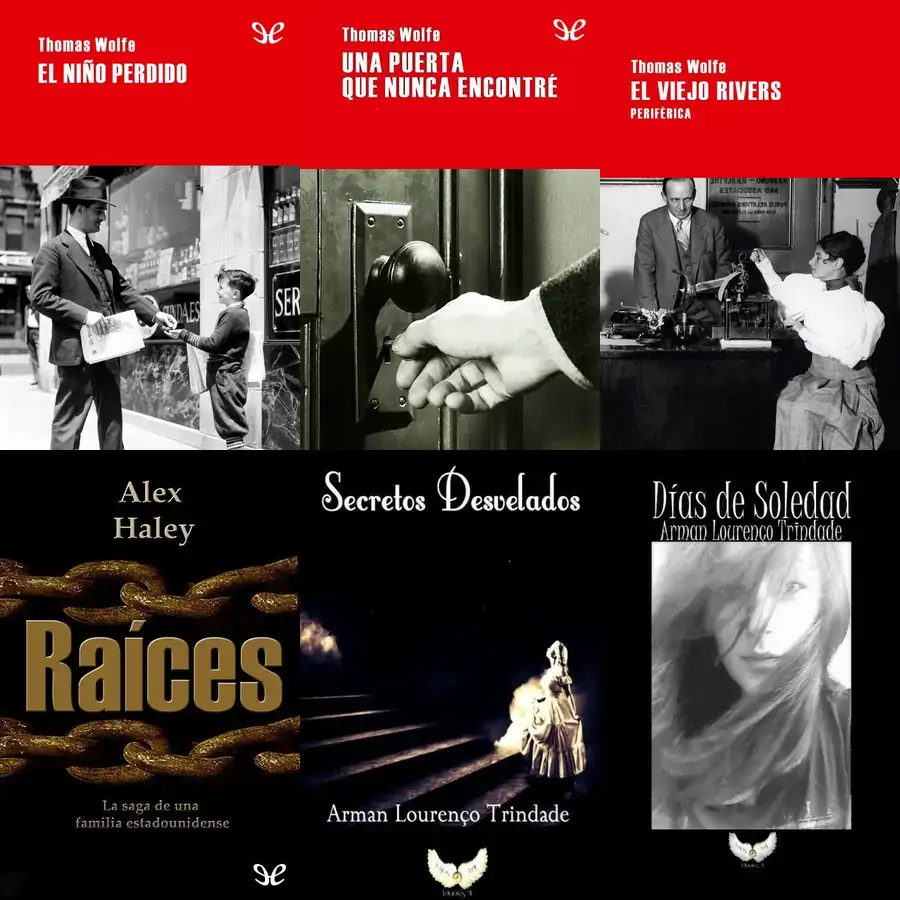 Thomas Wolfe
EL NIÑO PERDIDO
Thomas Wolfe
UNA PUERTA
QUE NUNCA ENCONTRÉ
Thomas Wolfe
EL VIEJO RIVERS
PERIFÉRICA
SER
Alex
Haley
Raíces
La saga de una
familia estadounidense
Secretos Desvelados
Arman Lourenço Trindade
Días de Soledad
Arman Lourenço Trindade